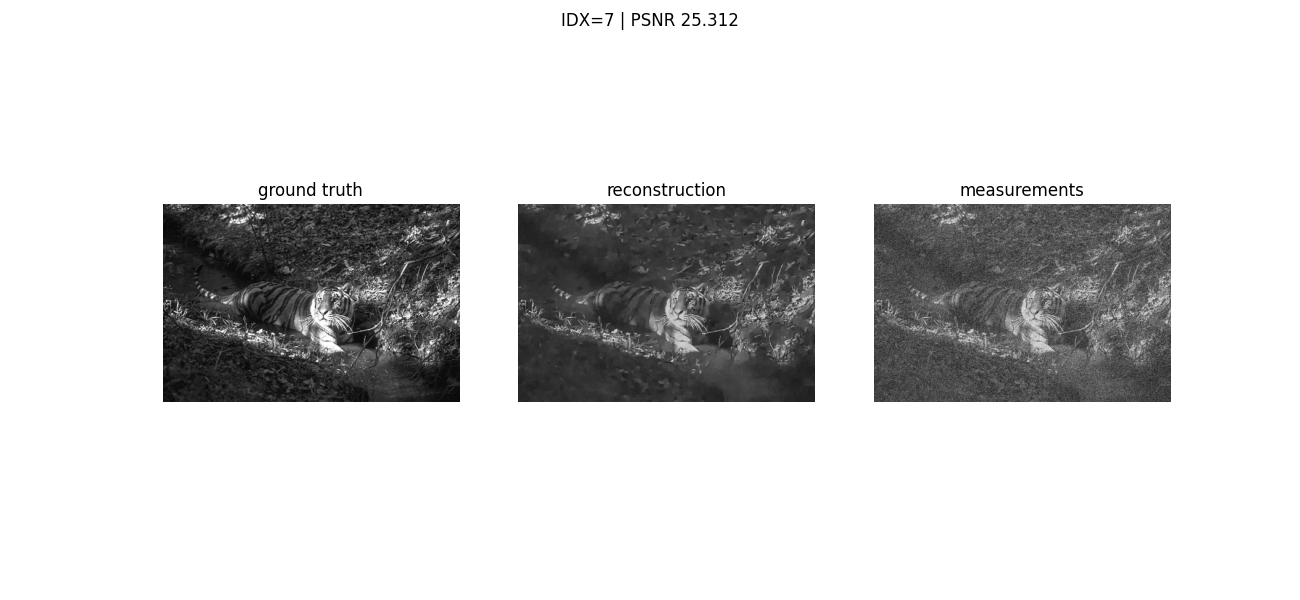 IDX=7 | PSNR 25.312
ground truth
reconstruction
measurements